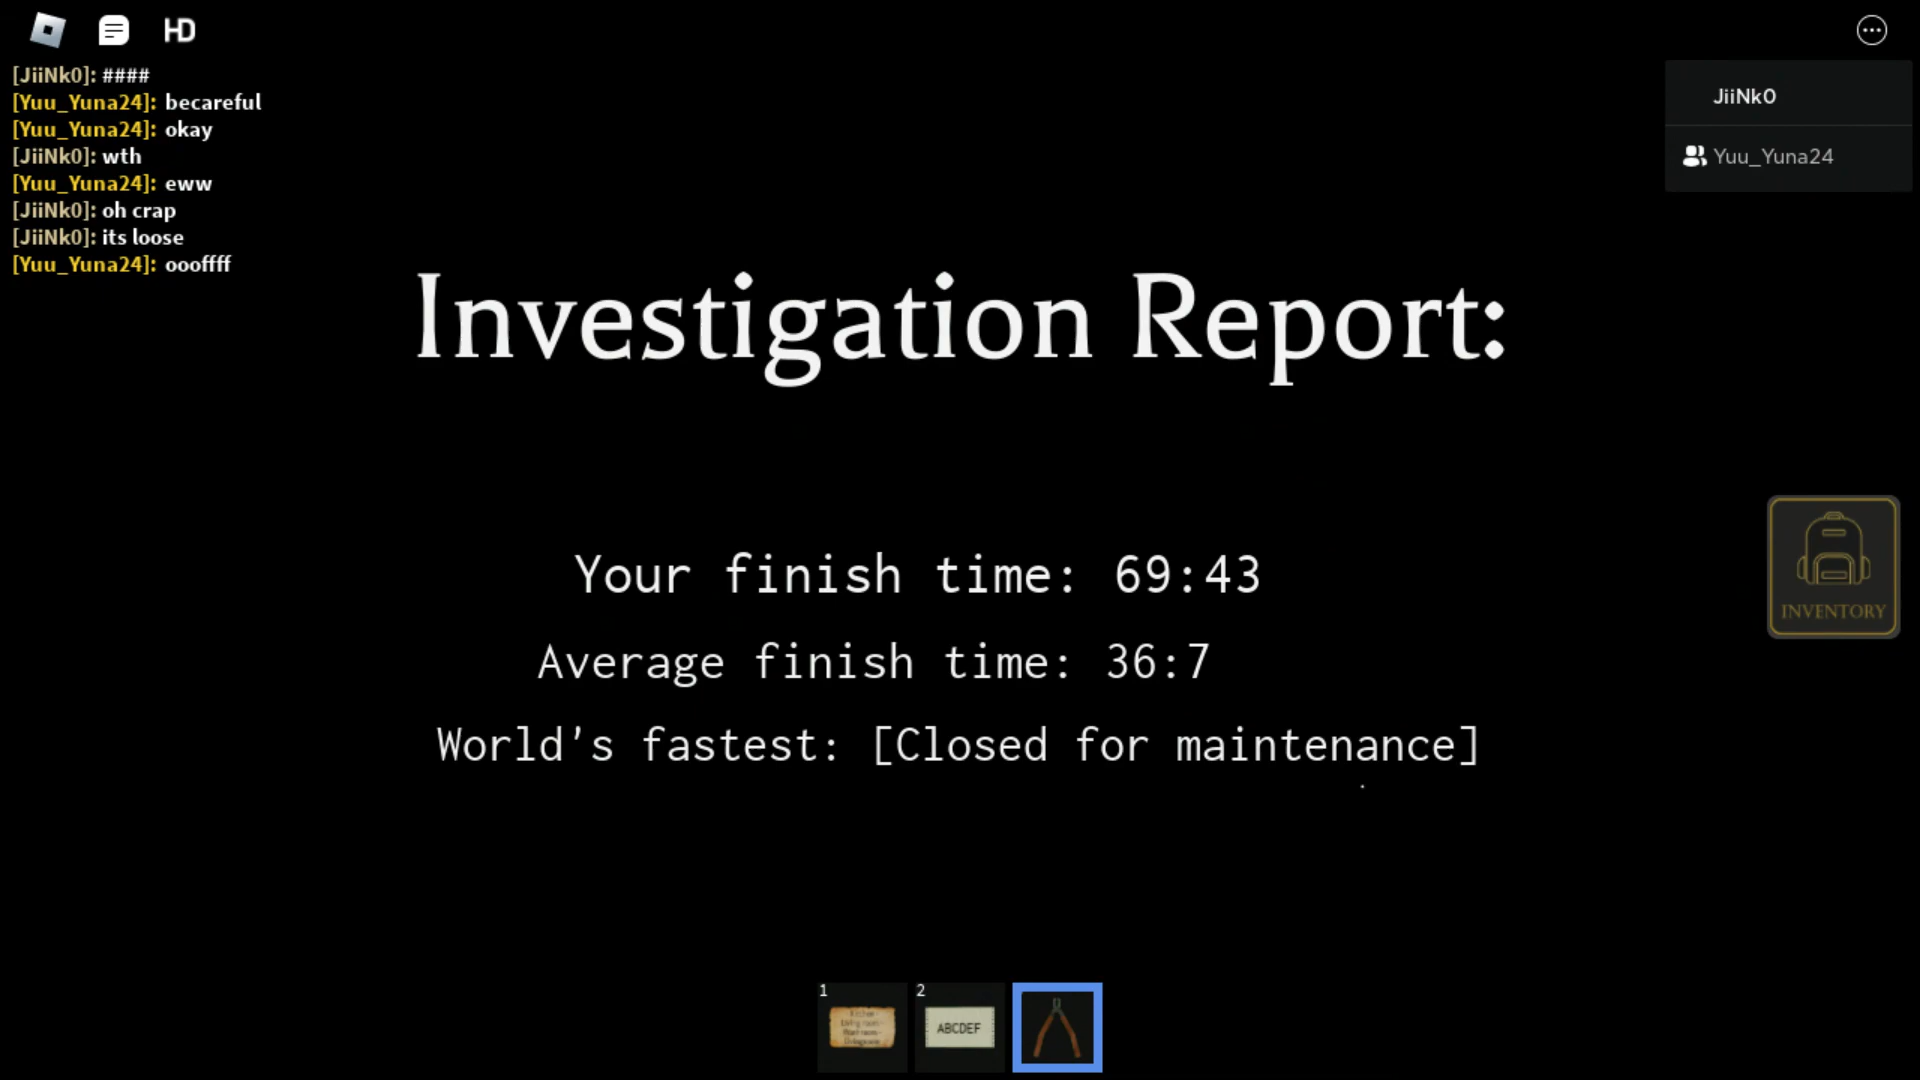 HD
[JiiNk0]: ####
[Yuu_Yuna24]: becareful
[Yuu_Yuna24]: okay
[JiiNk0]: wth
[Yuu_Yuna24]: eww
[JiiNk0]: oh crap
[JiiNk0]: its loose
[Yuu_Yuna24]: oooffff
JiiNk0
Yuu_Yuna24
Investigation Report:
Your finish time: 69:43
Average finish time: 36:7
World's fastest: [Closed for maintenance]
INVENTORY
1
2
ABCDEF